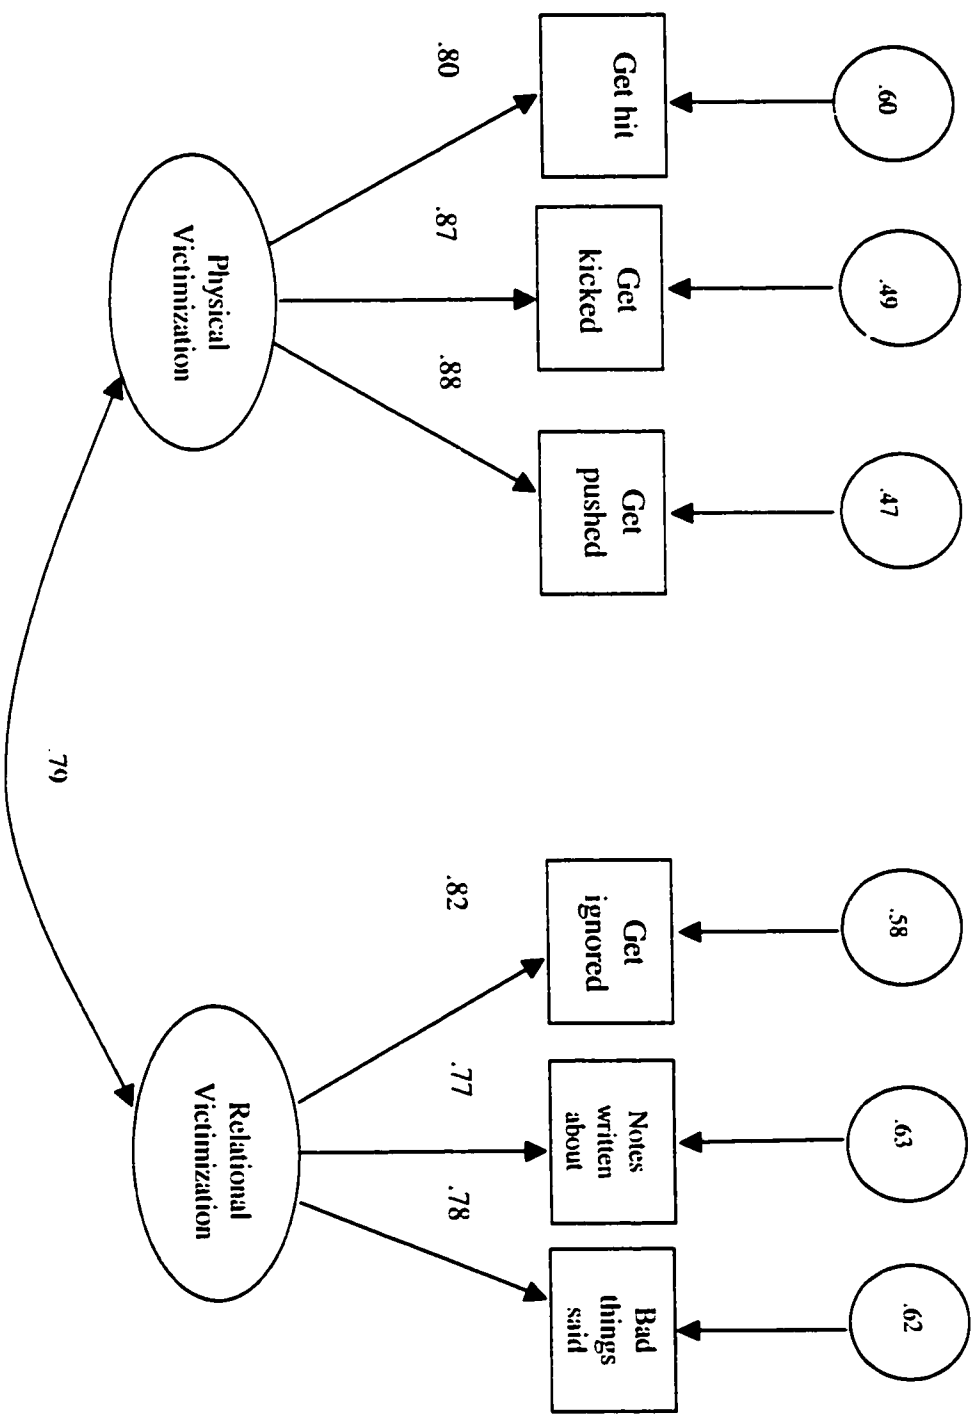 .60
.49
.47
.58
.63
.62
Get hit
Get
kicked
Get
pushed
Get
ignored
Notes
written
about
Bad
things
said
.80
.87
.88
.82
.77
.78
Physical
Victimization
Relational
Victimization
.79